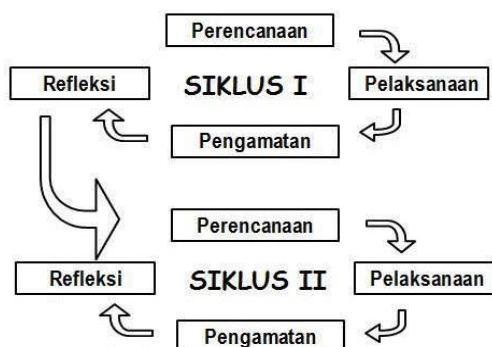 Perencanaan
Refleksi SIKLUS I Pelaksanaan
Pengamatan
Perencanaan
Refleksi SIKLUS II Pelaksanaan
Pengamatan